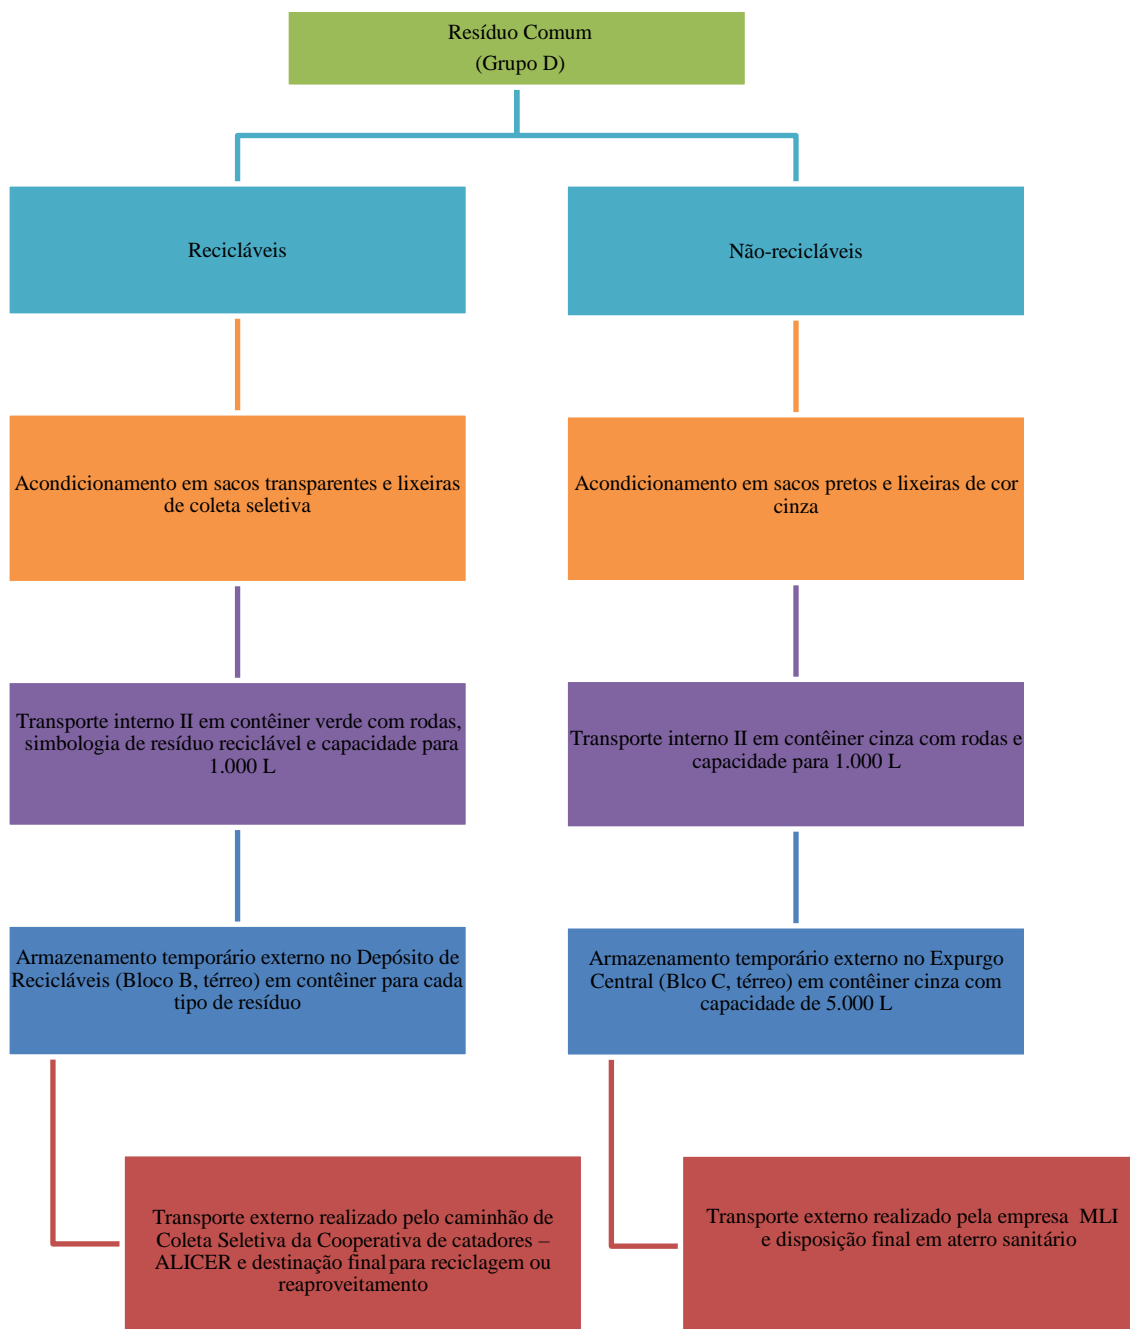 Resíduo Comum
(Grupo D)
Recicláveis
Não-recicláveis
Acondicionamento em sacos transparentes e lixeiras
de coleta seletiva
Acondicionamento em sacos pretos e lixeiras de cor
cinza
Transporte interno II em contêiner verde com rodas,
simbologia de resíduo reciclável e capacidade para
1.000 L
Transporte interno II em contêiner cinza com rodas e
capacidade para 1.000 L
Armazenamento temporário externo no Depósito de
Recicláveis (Bloco B, térreo) em contêiner para cada
tipo de resíduo
Armazenamento temporário externo no Expurgo
Central (Blco C, térreo) em contêiner cinza com
capacidade de 5.000 L
Transporte externo realizado pelo caminhão de
Coleta Seletiva da Cooperativa de catadores –
ALICER e destinação final para reciclagem ou
reaproveitamento
Transporte externo realizado pela empresa MLI
e disposição final em aterro sanitário